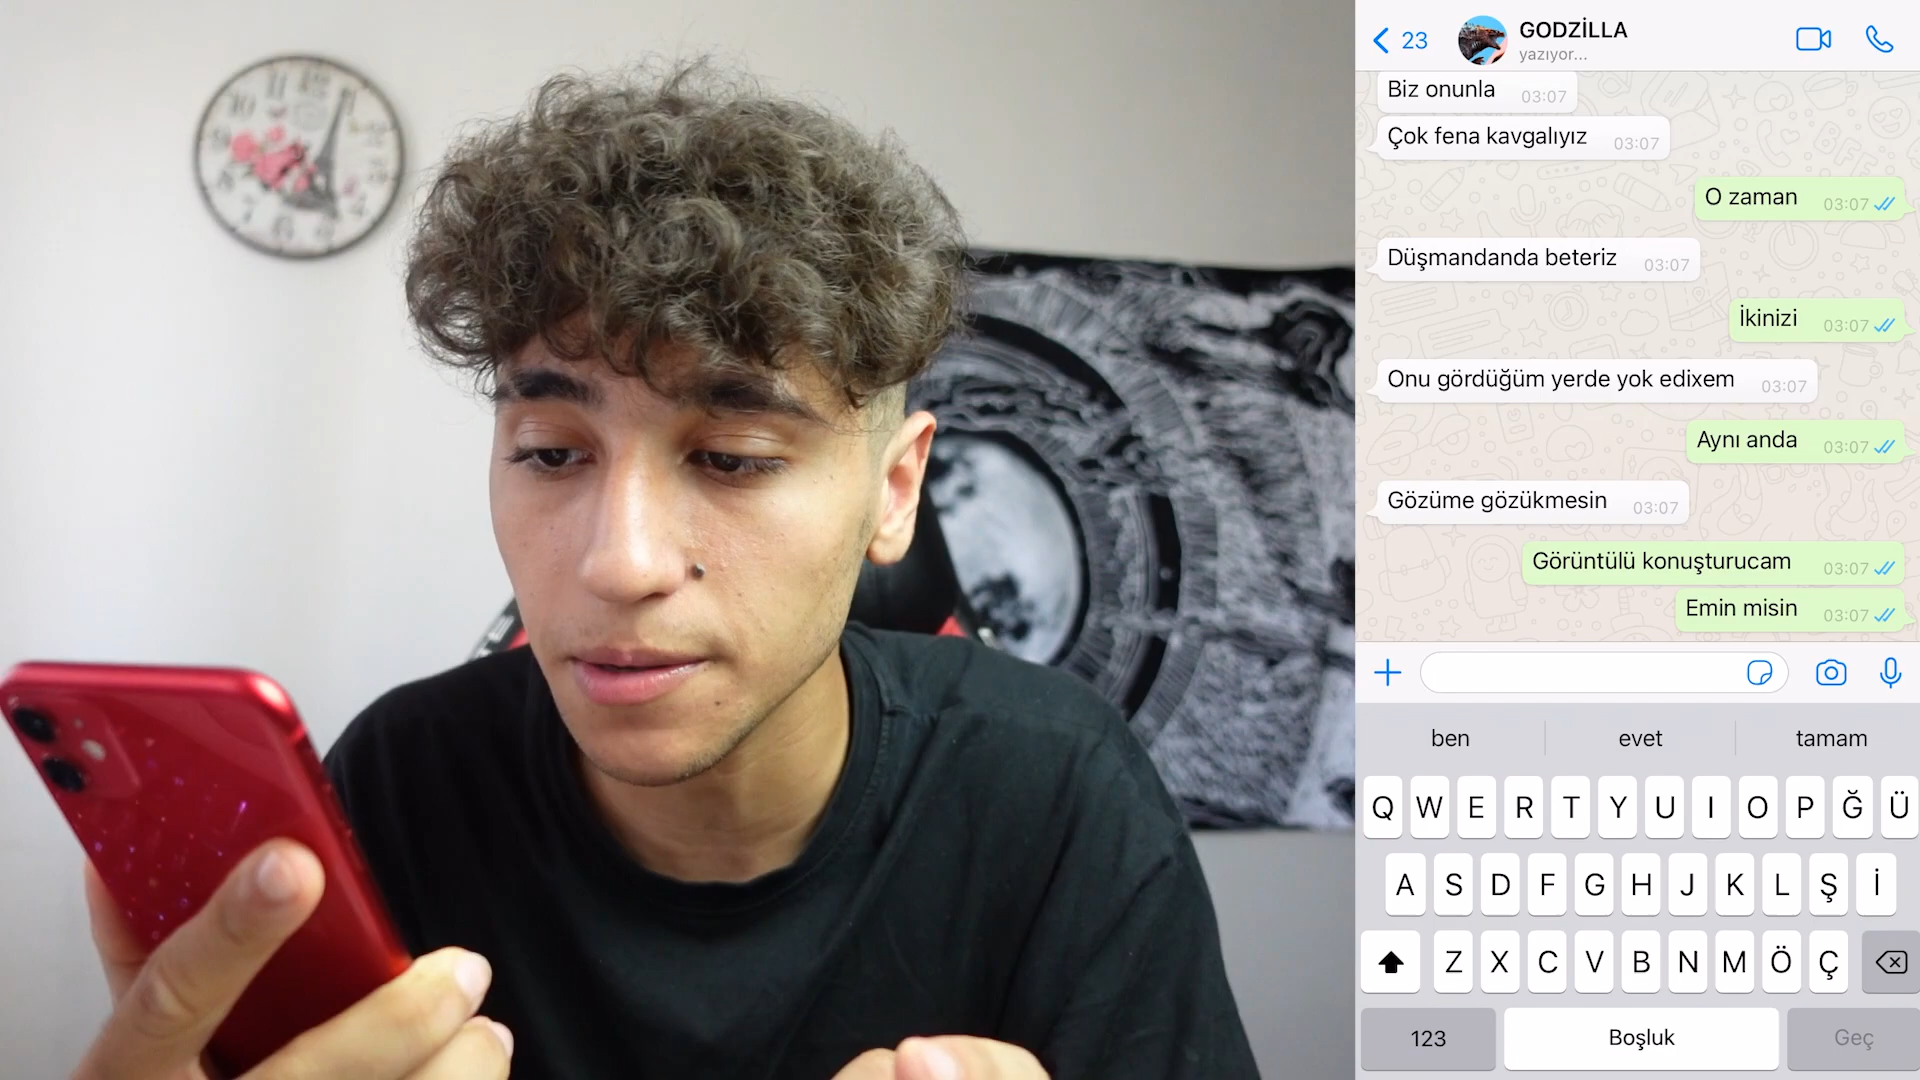 23
GODZİLLA
yazıyor...
Biz onunla 03:07
Çok fena kavgalıyız 03:07
O zaman 03:07
Düşmandanda beteriz 03:07
İkinizi 03:07
Onu gördüğüm yerde yok edixem 03:07
Aynı anda 03:07
Gözüme gözükmesin 03:07
Görüntülü konuşturucam 03:07
Emin misin 03:07
ben evet tamam
Q W E R T Y U I O P Ğ Ü
A S D F G H J K L Ş İ
Z X C V B N M Ö Ç
123 Boşluk Geç